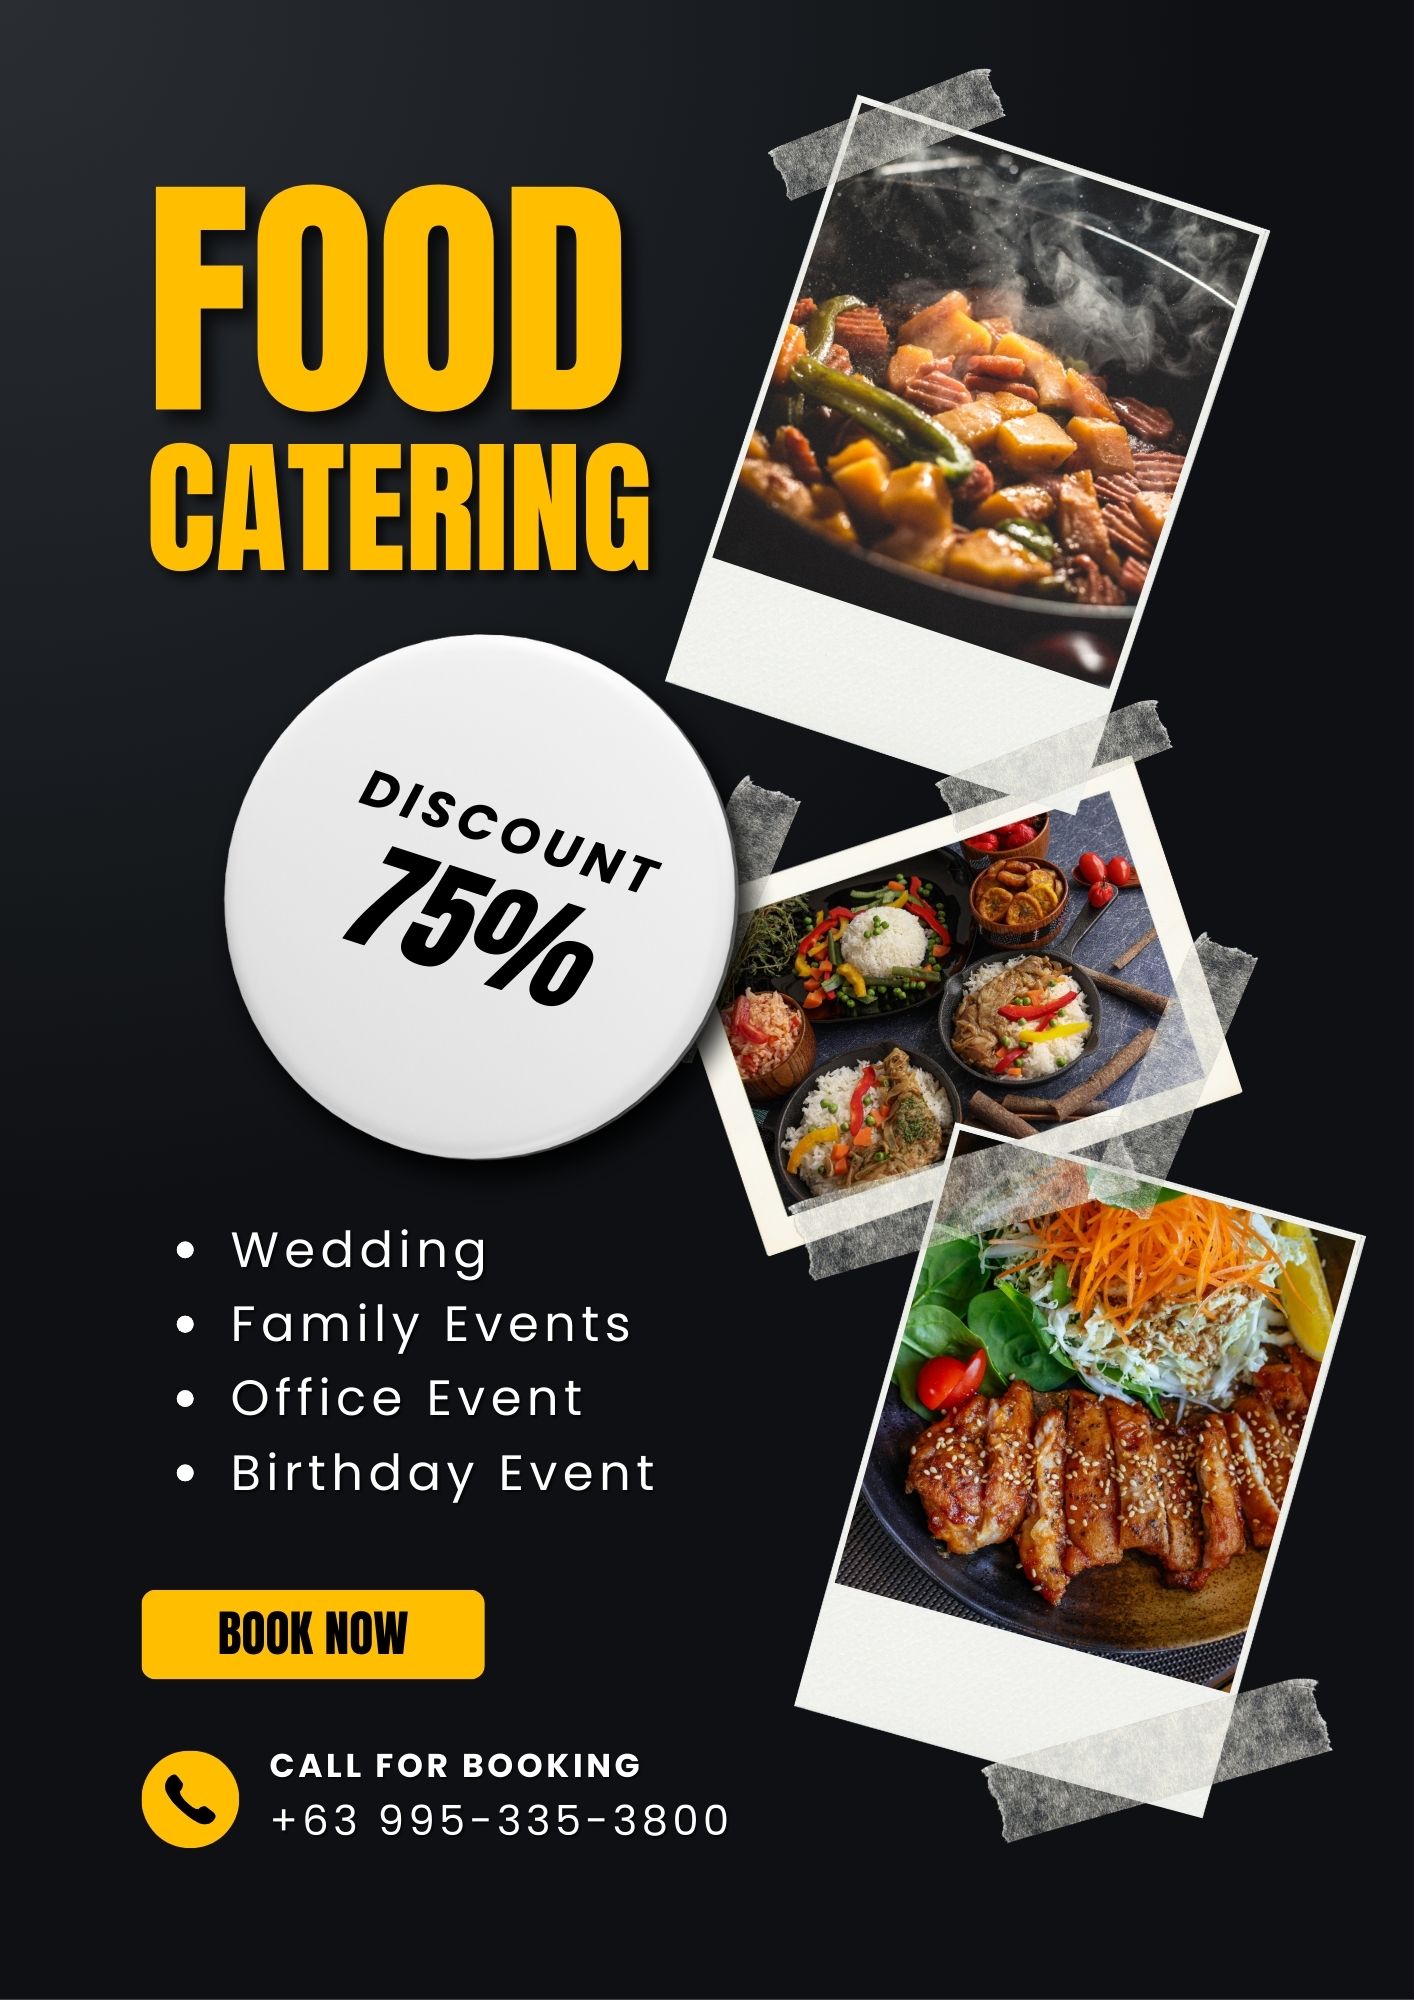 FOOD
CATERING
DISCOUNT
75%
• Wedding
• Family Events
• Office Event
• Birthday Event
BOOK NOW
CALL FOR BOOKING
+63 995-335-3800